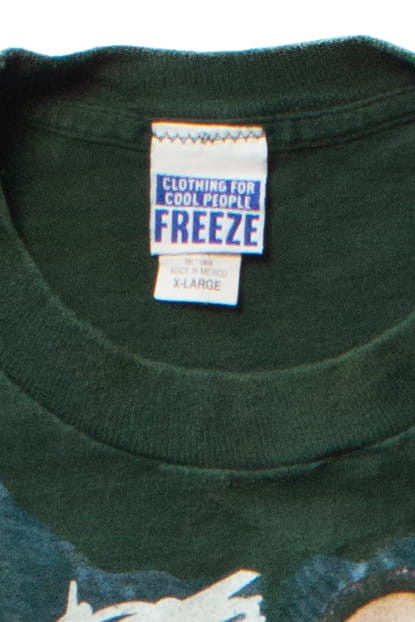 CLOTHING FOR
COOL PEOPLE
FREEZE
MADE IN MEXICO
X-LARGE